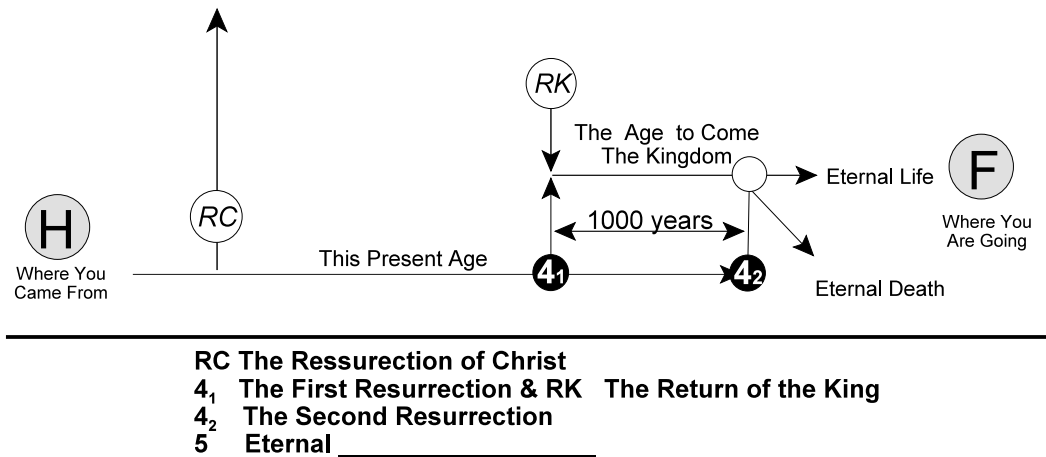 RK
The Age to Come
The Kingdom
Eternal Life
F
Where You
Are Going
H
Where You
Came From
RC
1000 years
This Present Age
4₁
4₂
Eternal Death
RC The Ressurection of Christ
4₁ The First Resurrection & RK The Return of the King
4₂ The Second Resurrection
5 Eternal